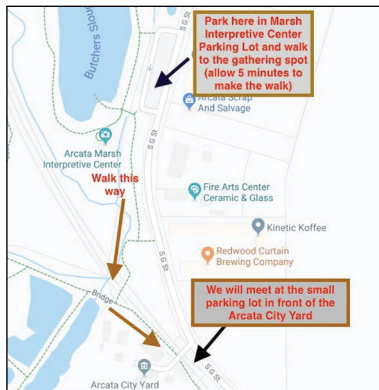 Park here in Marsh
Interpretive Center
Parking Lot and walk
to the gathering spot
(allow 5 minutes to
make the walk)
Butchers Slou
S G St
Arcata Scrap
And Salvage
Arcata Marsh
Interpretive Center
S G St
Walk this
way
Fire Arts Center
Ceramic & Glass
Kinetic Koffee
Redwood Curtain
Brewing Company
Bridge
We will meet at the small
parking lot in front of the
Arcata City Yard
S G St
Arcata City Yard
S G St